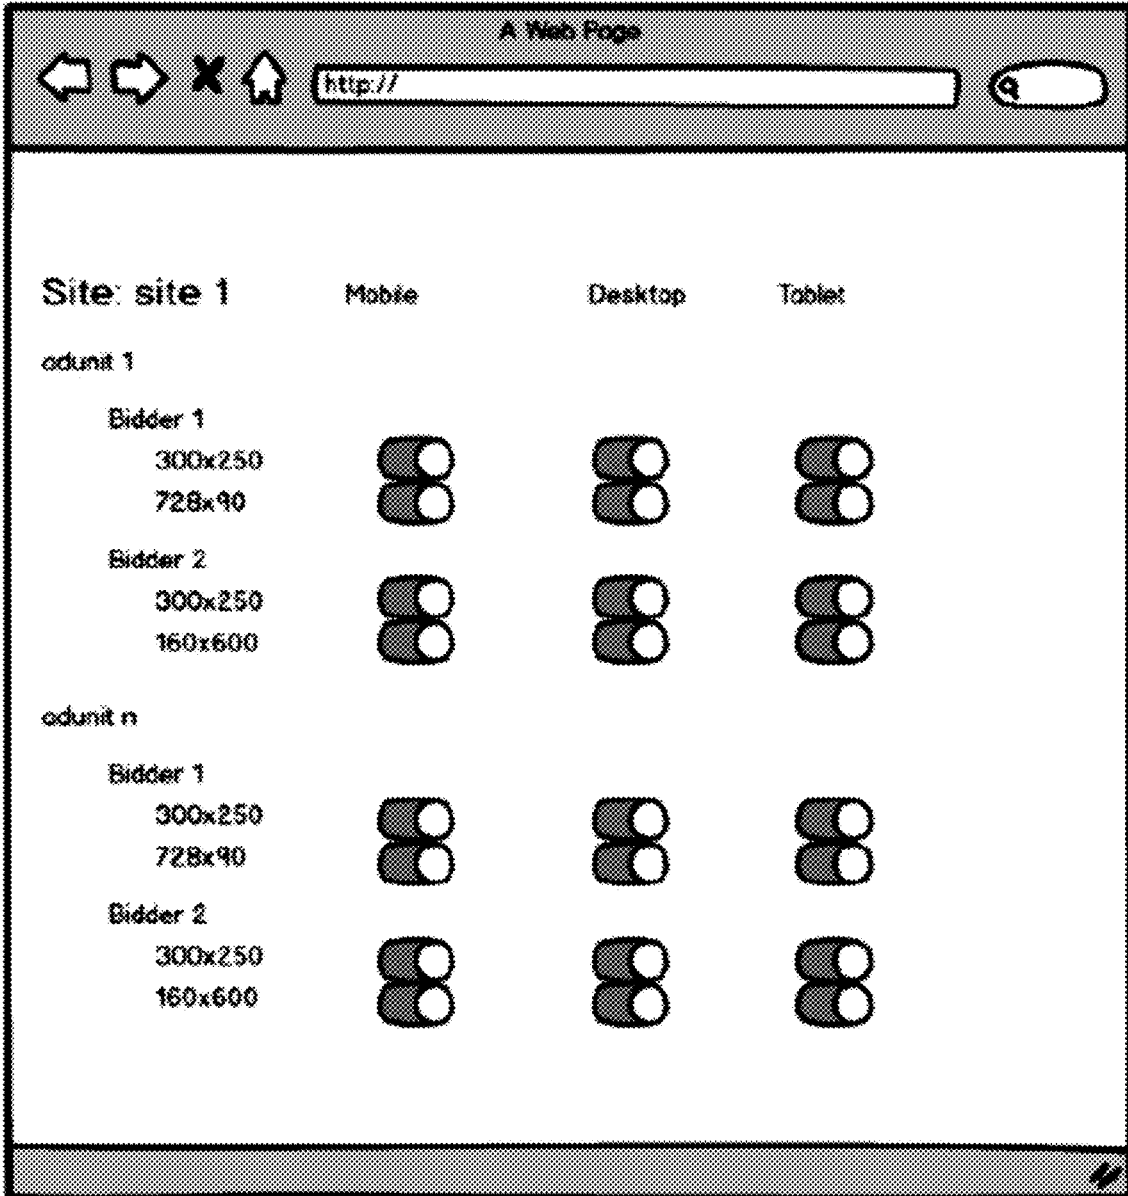 A Web Page
http://
Site: site 1 Mobile Desktop Tablet
adunit 1
Bidder 1
300x250
728x90
Bidder 2
300x250
160x600
adunit n
Bidder 1
300x250
728x90
Bidder 2
300x250
160x600